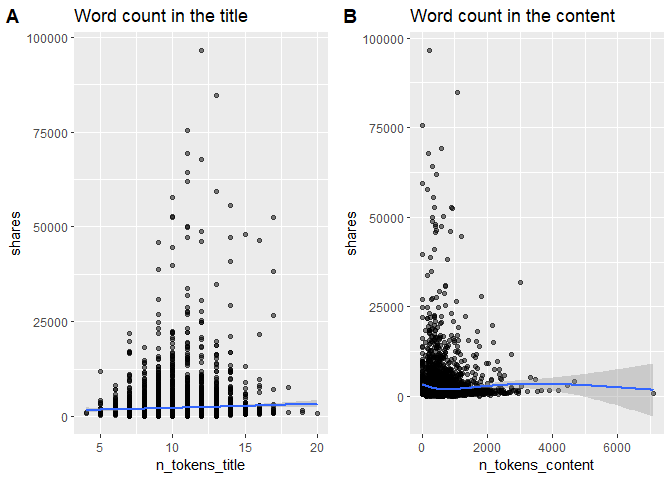 A
Word count in the title
100000
75000
50000
25000
0
shares
5
10
15
20
n_tokens_title
B
Word count in the content
100000
75000
50000
25000
0
shares
0
2000
4000
6000
n_tokens_content